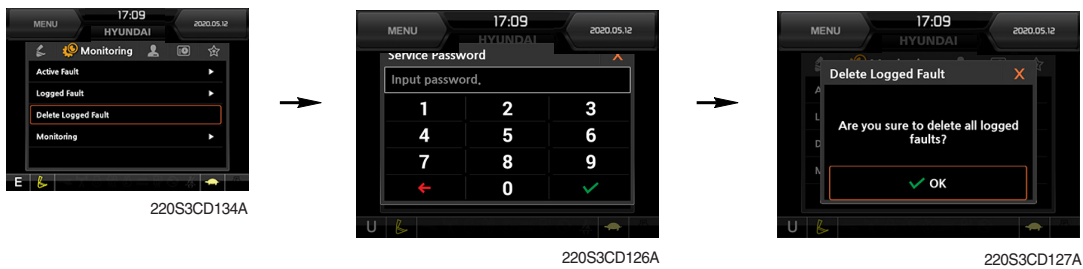 MENU
17:09
2020.05.12
HYUNDAI
Monitoring
Active Fault
Logged Fault
Delete Logged Fault
Monitoring
E
220S3CD134A
MENU
17:09
2020.05.12
HYUNDAI
Service Password
X
Input password.
1 2 3
4 5 6
7 8 9
0
U
220S3CD126A
MENU
17:09
2020.05.12
HYUNDAI
Delete Logged Fault X
A
L
D
M
Are you sure to delete all logged
faults?
OK
U
220S3CD127A